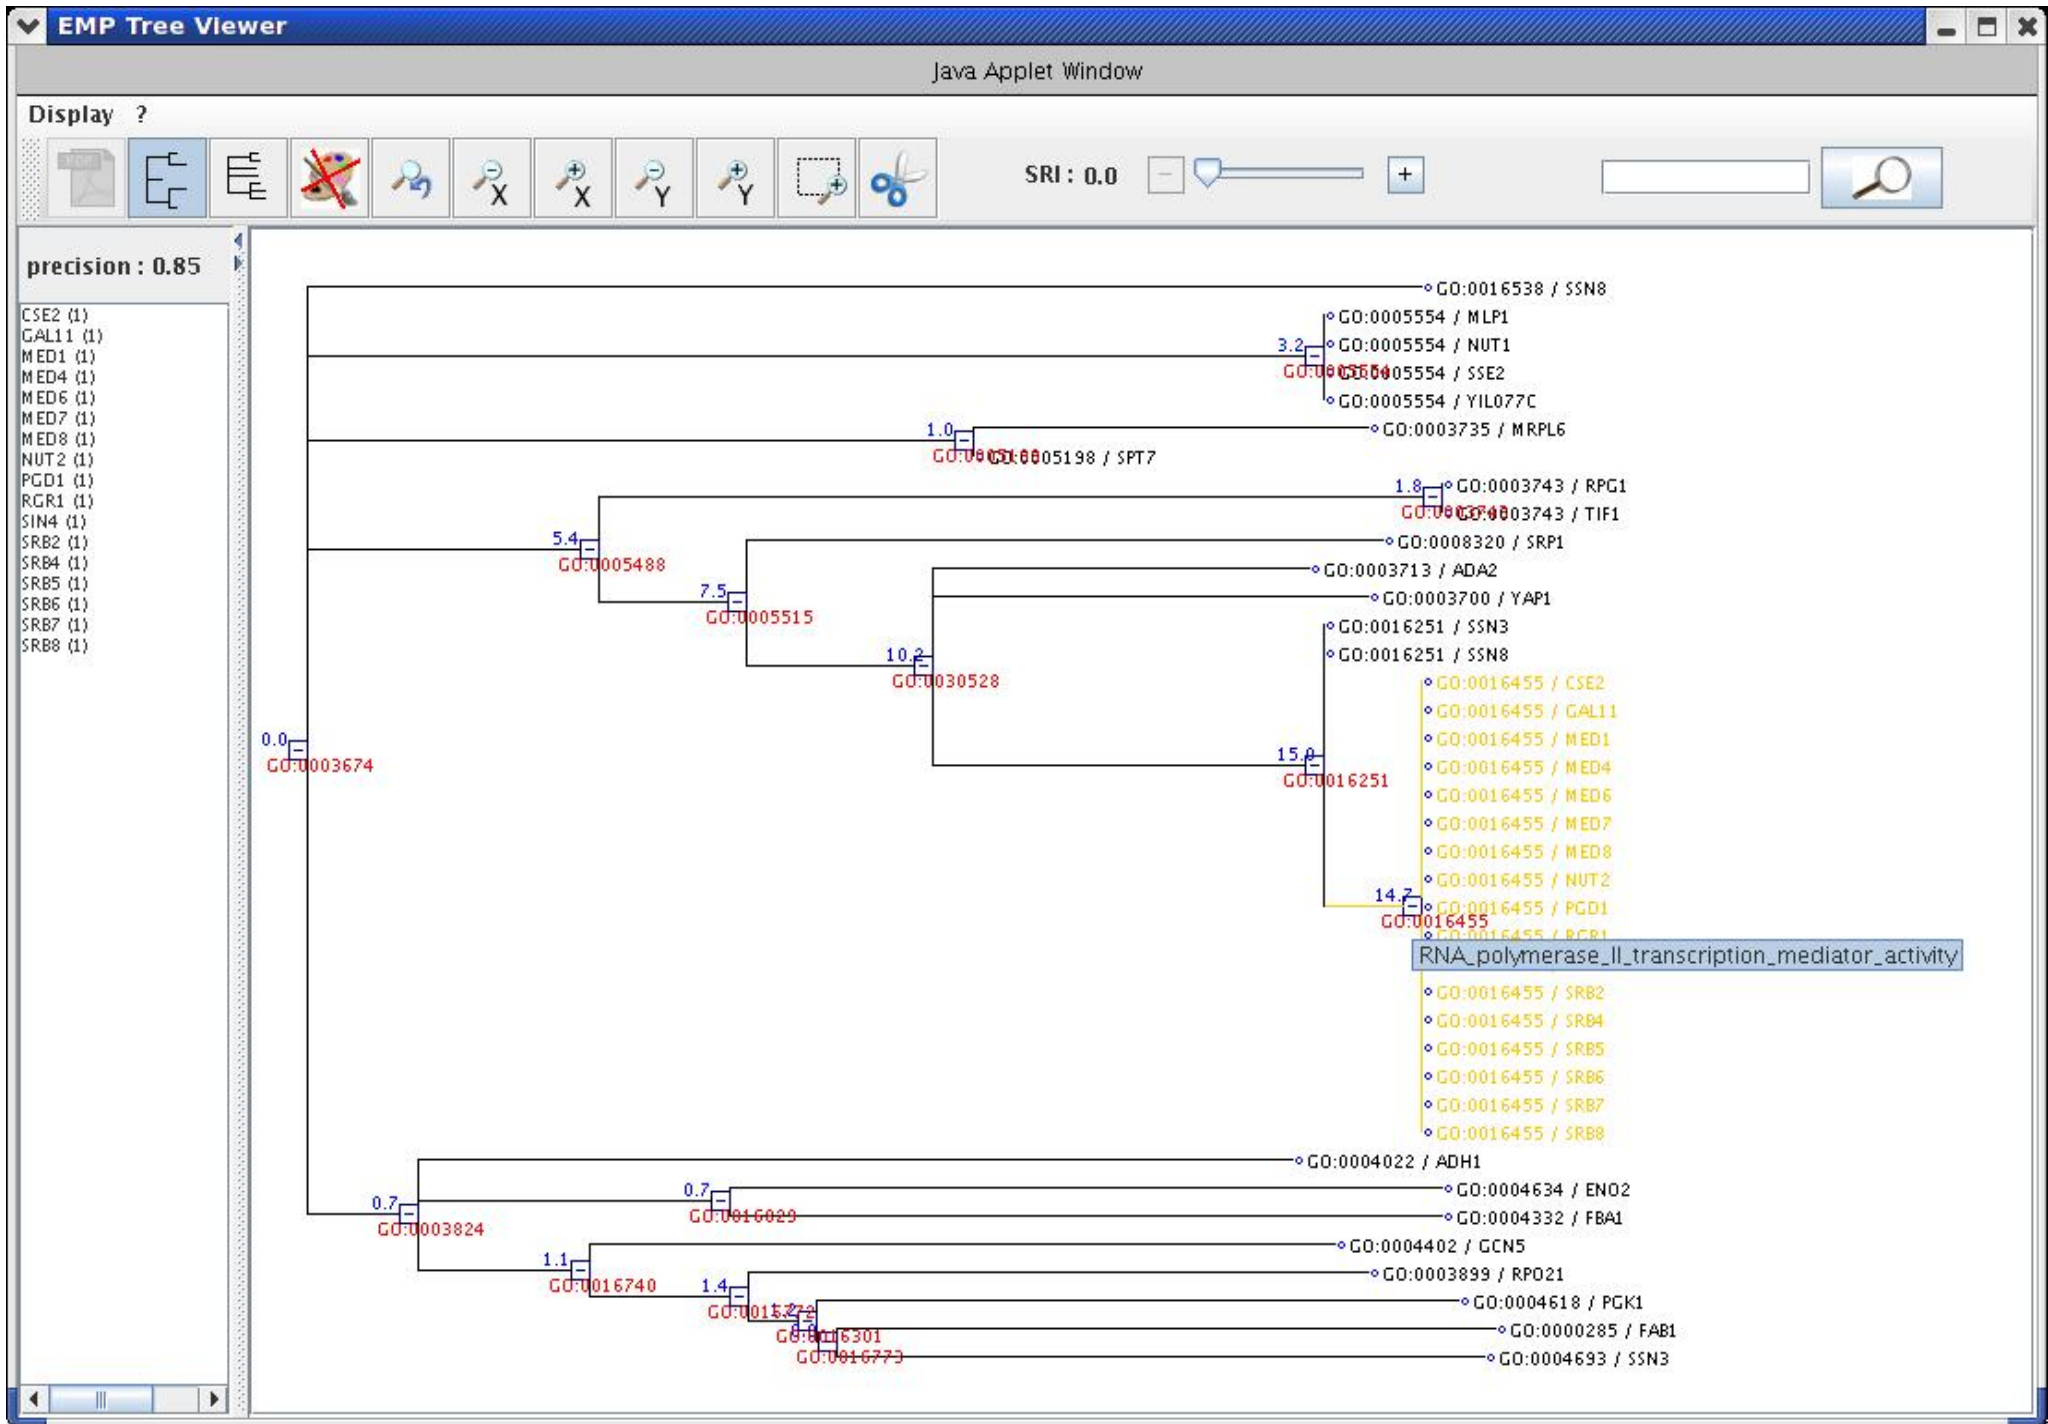 EMP Tree Viewer
Java Applet Window
Display ?
X X Y Y
SRI : 0.0 − +
precision : 0.85
CSE2 (1)
GAL11 (1)
MED1 (1)
MED4 (1)
MED6 (1)
MED7 (1)
MED8 (1)
NUT2 (1)
PGD1 (1)
RGR1 (1)
SIN4 (1)
SRB2 (1)
SRB4 (1)
SRB5 (1)
SRB6 (1)
SRB7 (1)
SRB8 (1)
GO:0016538 / SSN8
GO:0005554 / MLP1
3.2
GO:0005554 / NUT1
GO:0005554 / SSE2
GO:0005554 / YIL077C
1.0
GO:0003735 / MRPL6
GO:0005198 / SPT7
1.8
GO:0003743 / RPG1
GO:0003743 / TIF1
5.4
GO:0008320 / SRP1
GO:0005488
GO:0003713 / ADA2
7.5
GO:0003700 / YAP1
GO:0005515
GO:0016251 / SSN3
10.2
GO:0016251 / SSN8
GO:0030528
GO:0016455 / CSE2
GO:0016455 / GAL11
0.0
GO:0016455 / MED1
15.0
GO:0003674
GO:0016455 / MED4
GO:0016251
GO:0016455 / MED6
GO:0016455 / MED7
GO:0016455 / MED8
GO:0016455 / NUT2
14.7
GO:0016455 / PGD1
GO:0016455
GO:0016455 / RGR1
RNA_polymerase_II_transcription_mediator_activity
GO:0016455 / SRB2
GO:0016455 / SRB4
GO:0016455 / SRB5
GO:0016455 / SRB6
GO:0016455 / SRB7
GO:0016455 / SRB8
GO:0004022 / ADH1
0.7
GO:0004634 / ENO2
0.7
GO:0016829
GO:0004332 / FBA1
GO:0003824
GO:0004402 / GCN5
1.1
GO:0003899 / RPO21
GO:0016740
1.4
GO:0004618 / PGK1
GO:0016772
GO:0000285 / FAB1
GO:0016301
GO:0004693 / SSN3
GO:0016773